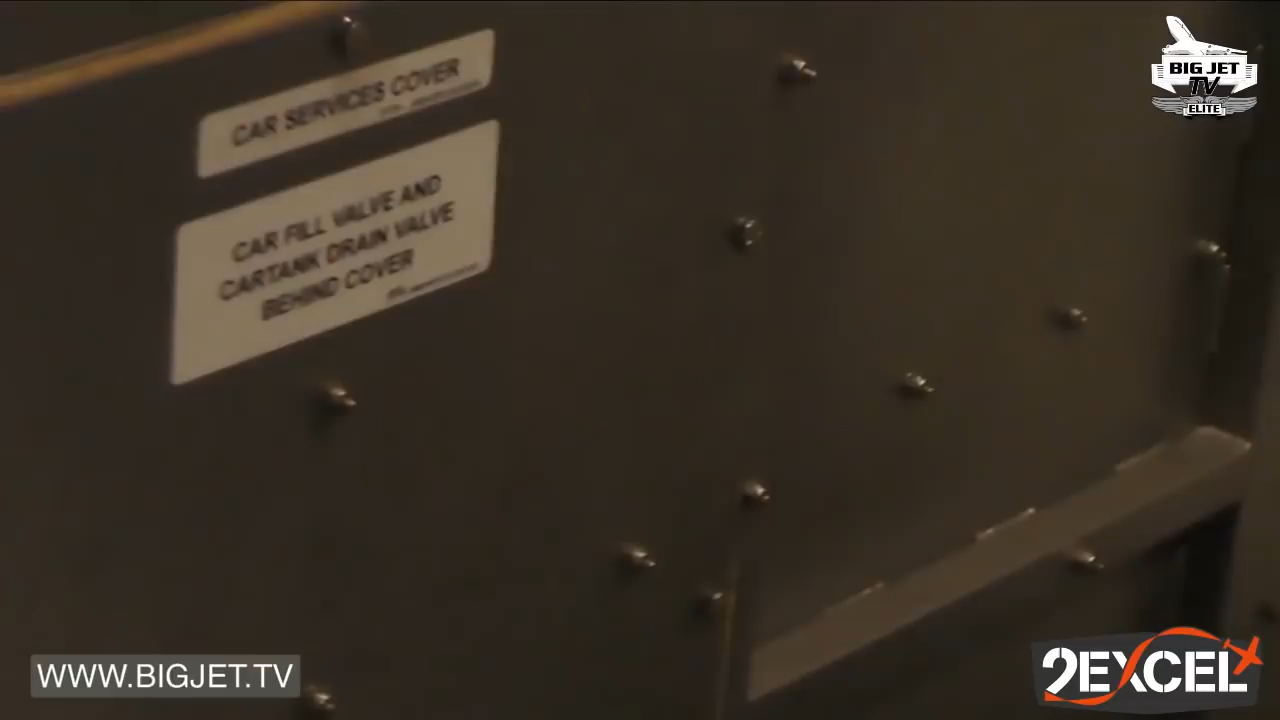 CAR SERVICES COVER
CAR FILL VALVE AND
CARTANK DRAIN VALVE
BEHIND COVER
BIG JET
TV
ELITE
WWW.BIGJET.TV
2EXCEL